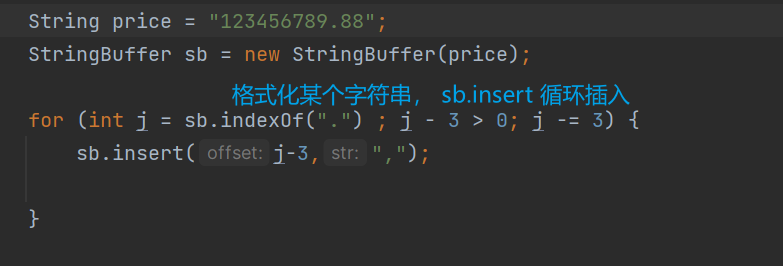 String price = "123456789.88";
StringBuffer sb = new StringBuffer(price);
格式化某个字符串， sb.insert 循环插入
for (int j = sb.indexOf(".") ; j - 3 > 0; j -= 3) {
sb.insert( offset: j-3, str: ",");
}